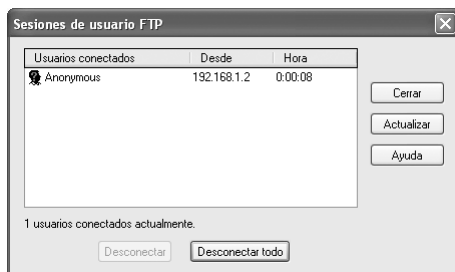 Sesiones de usuario FTP
Usuarios conectados Desde Hora
Anonymous 192.168.1.2 0:00:08
Cerrar
Actualizar
Ayuda
1 usuarios conectados actualmente.
Desconectar Desconectar todo